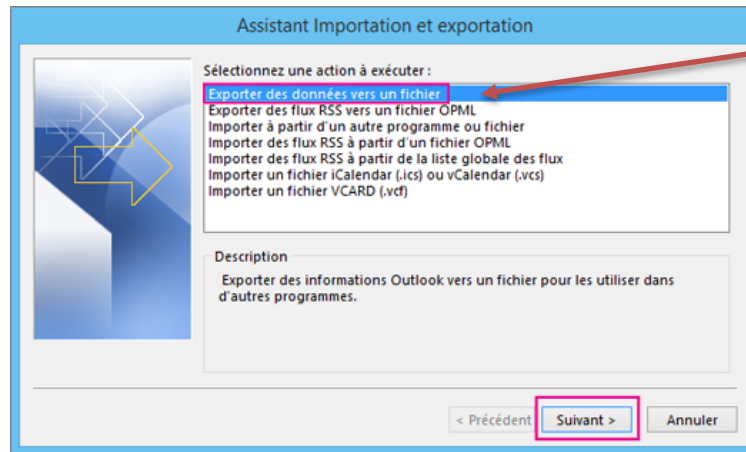 Assistant Importation et exportation
Sélectionnez une action à exécuter :
Exporter des données vers un fichier
Exporter des flux RSS vers un fichier OPML
Importer à partir d'un autre programme ou fichier
Importer des flux RSS à partir d'un fichier OPML
Importer des flux RSS à partir de la liste globale des flux
Importer un fichier iCalendar (.ics) ou vCalendar (.vcs)
Importer un fichier VCARD (.vcf)
Description
Exporter des informations Outlook vers un fichier pour les utiliser dans
d'autres programmes.
< Précédent Suivant > Annuler